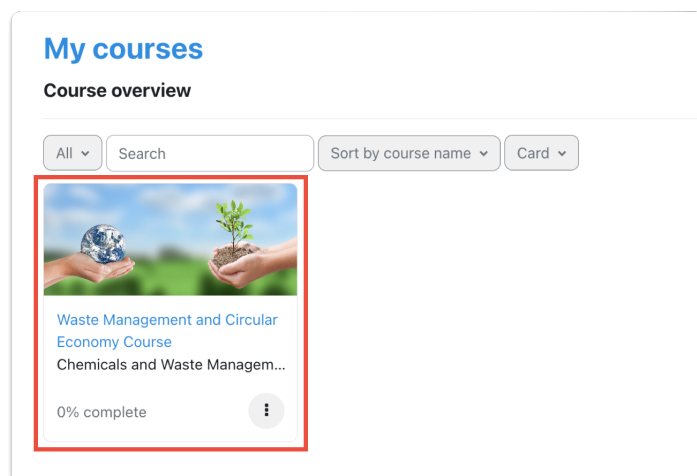 My courses
Course overview
All
Search
Sort by course name
Card
Waste Management and Circular
Economy Course
Chemicals and Waste Managem...
0% complete